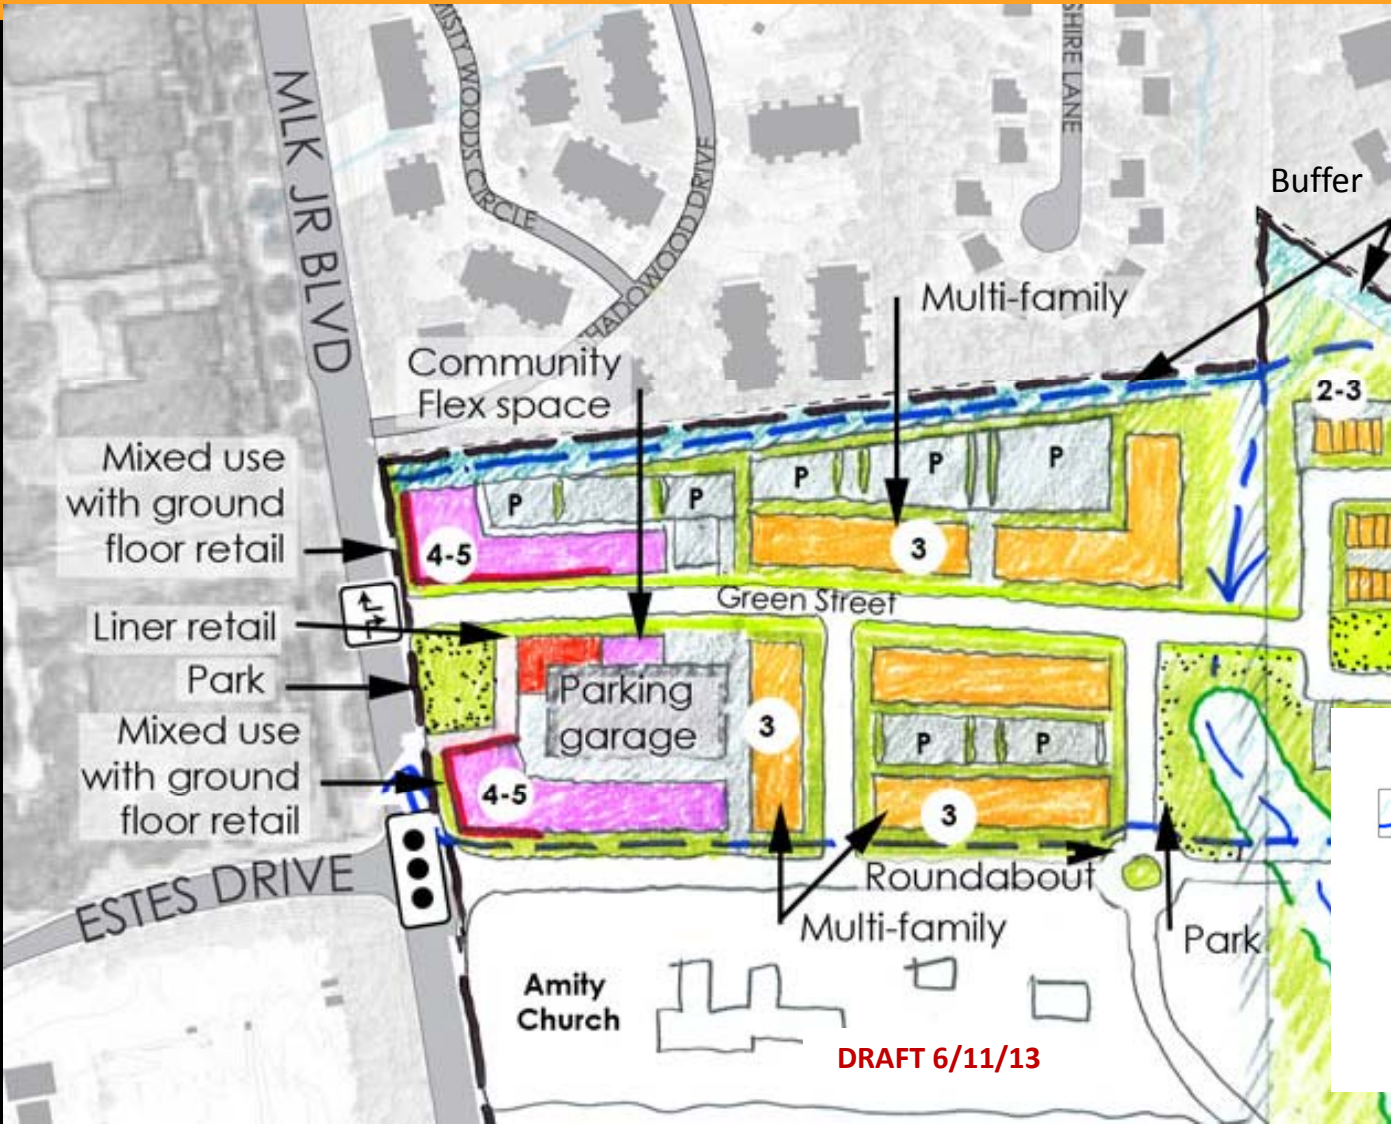 MISTY WOODS CIRCLE
SHIRE LANE
MLK JR BLVD
HADOWOOD DRIVE
Buffer
Multi-family
Community
Flex space
2-3
Mixed use
with ground
floor retail
P
P
P
P
P
4-5
3
Green Street
Liner retail
Park
Parking
garage
3
Mixed use
with ground
floor retail
P
P
4-5
3
ESTES DRIVE
Roundabout
Multi-family
Park
Amity
Church
DRAFT 6/11/13